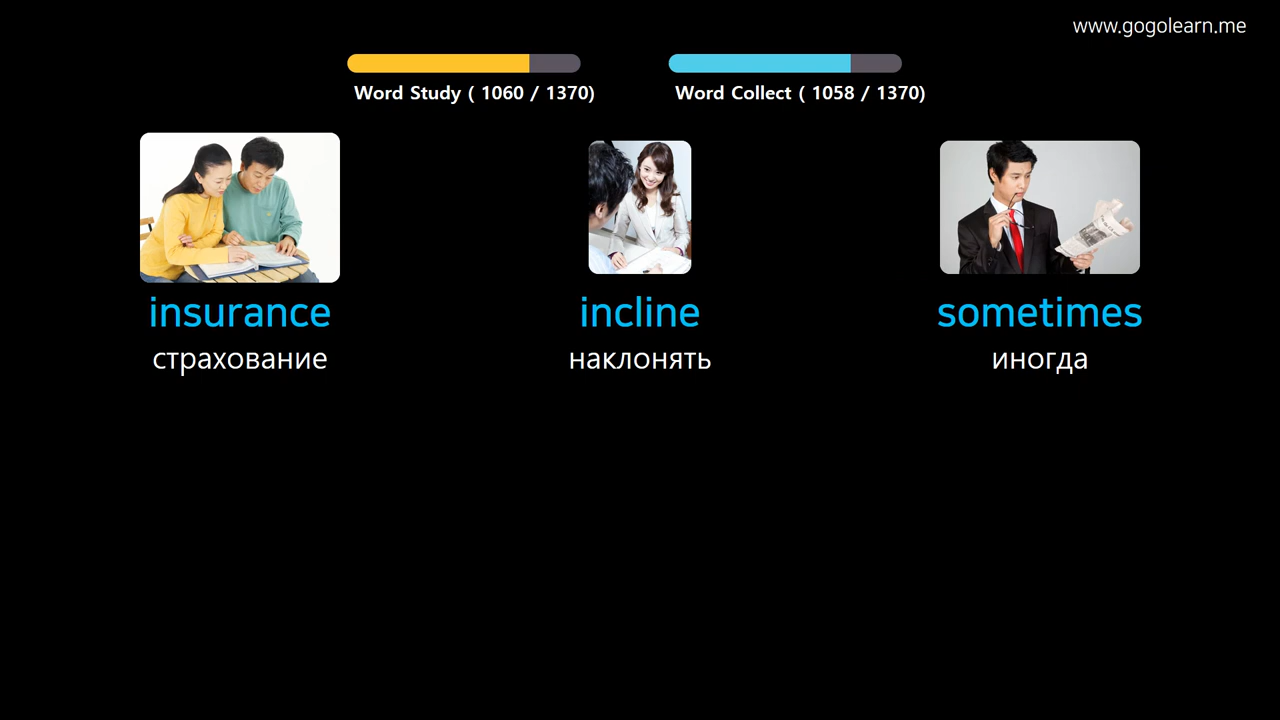 www.gogolearn.me
Word Study ( 1060 / 1370)
Word Collect ( 1058 / 1370)
insurance
страхование
incline
наклонять
sometimes
иногда